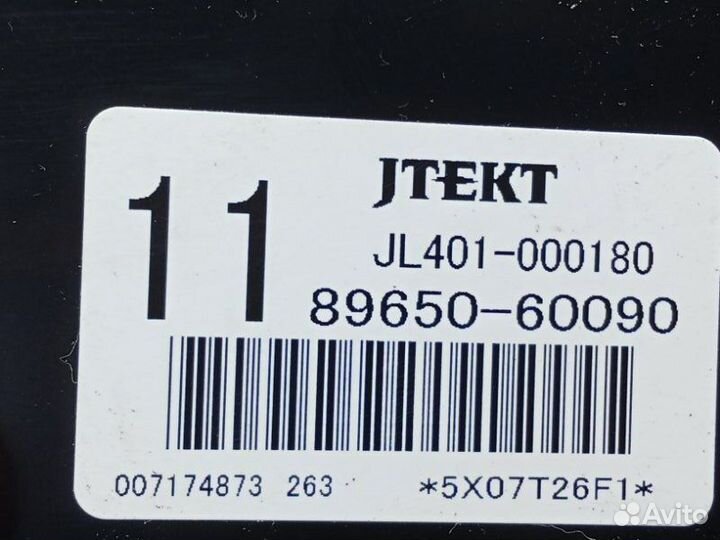 11
JTEKT
JL401-000180
89650-60090
007174873 263 *5X07T26F1*
Avito